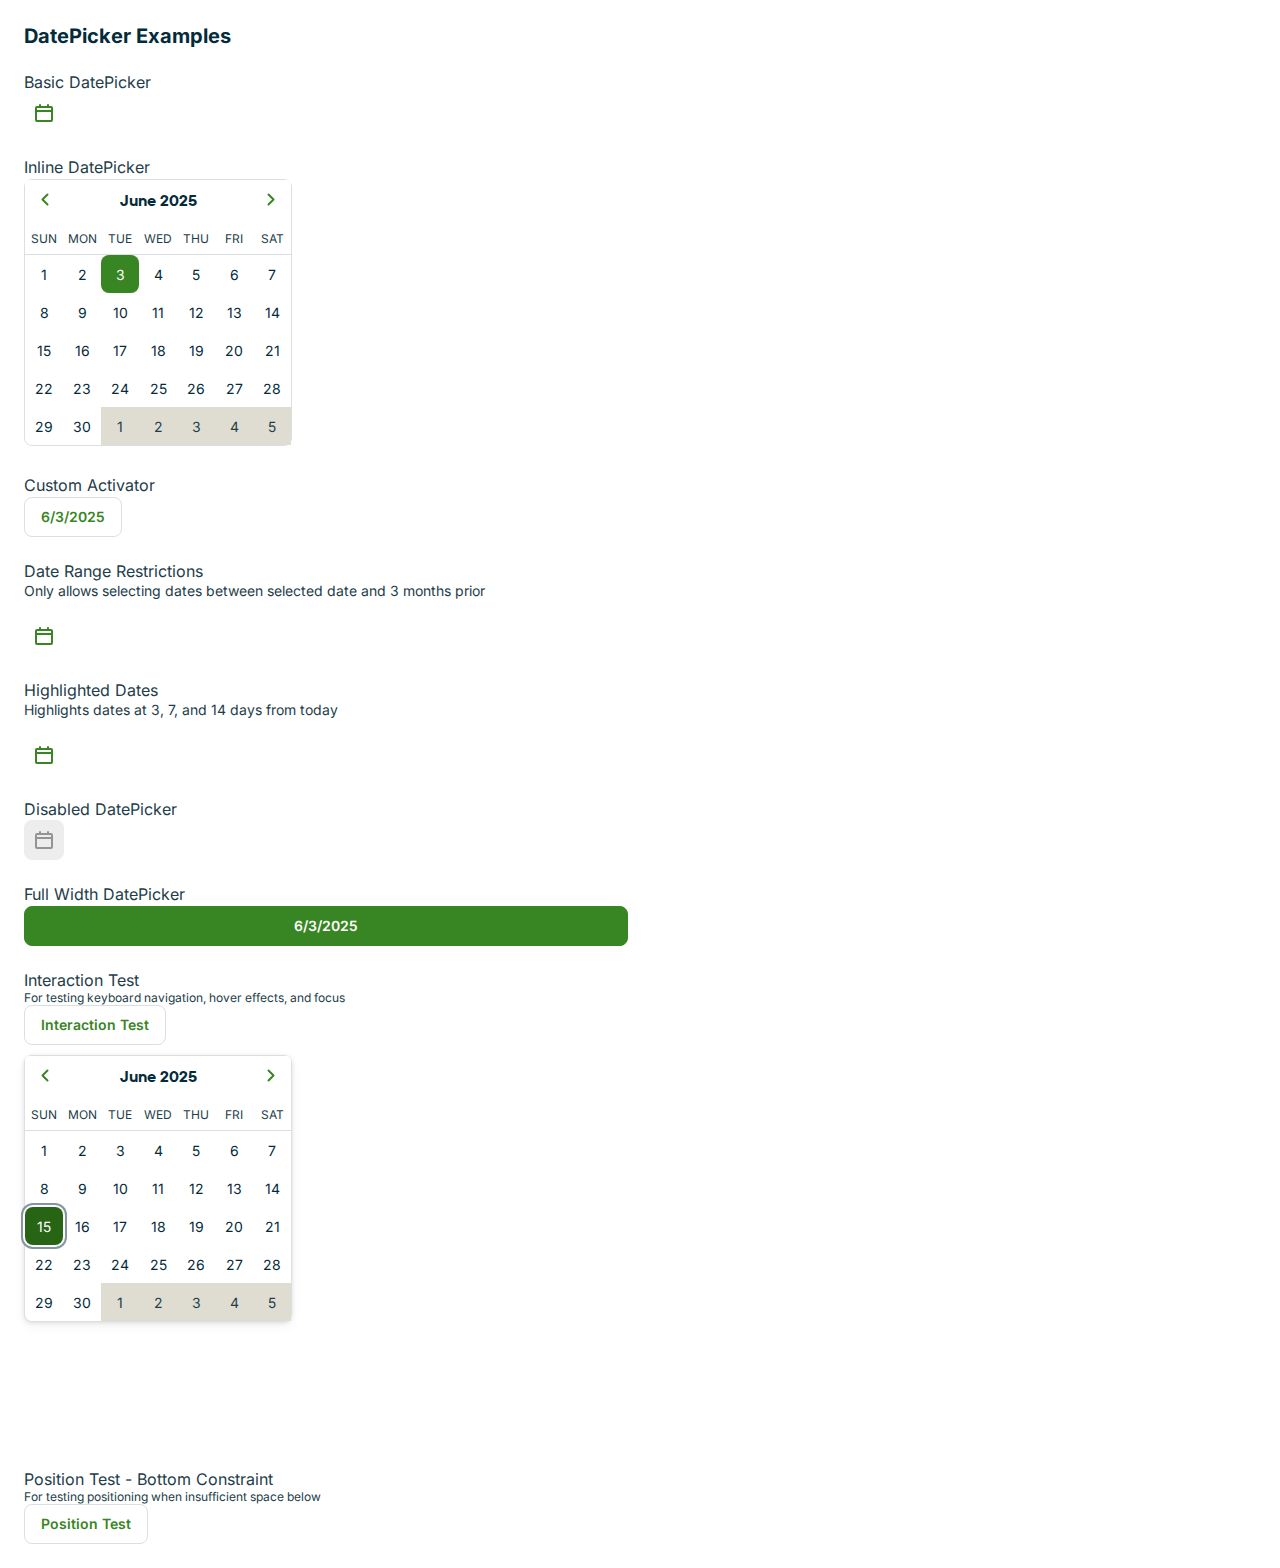 DatePicker Examples
Basic DatePicker
Inline DatePicker
June 2025
SUN MON TUE WED THU FRI SAT
1 2 3 4 5 6 7
8 9 10 11 12 13 14
15 16 17 18 19 20 21
22 23 24 25 26 27 28
29 30 1 2 3 4 5
Custom Activator
6/3/2025
Date Range Restrictions
Only allows selecting dates between selected date and 3 months prior
Highlighted Dates
Highlights dates at 3, 7, and 14 days from today
Disabled DatePicker
Full Width DatePicker
6/3/2025
Interaction Test
For testing keyboard navigation, hover effects, and focus
Interaction Test
June 2025
SUN MON TUE WED THU FRI SAT
1 2 3 4 5 6 7
8 9 10 11 12 13 14
15 16 17 18 19 20 21
22 23 24 25 26 27 28
29 30 1 2 3 4 5
Position Test - Bottom Constraint
For testing positioning when insufficient space below
Position Test